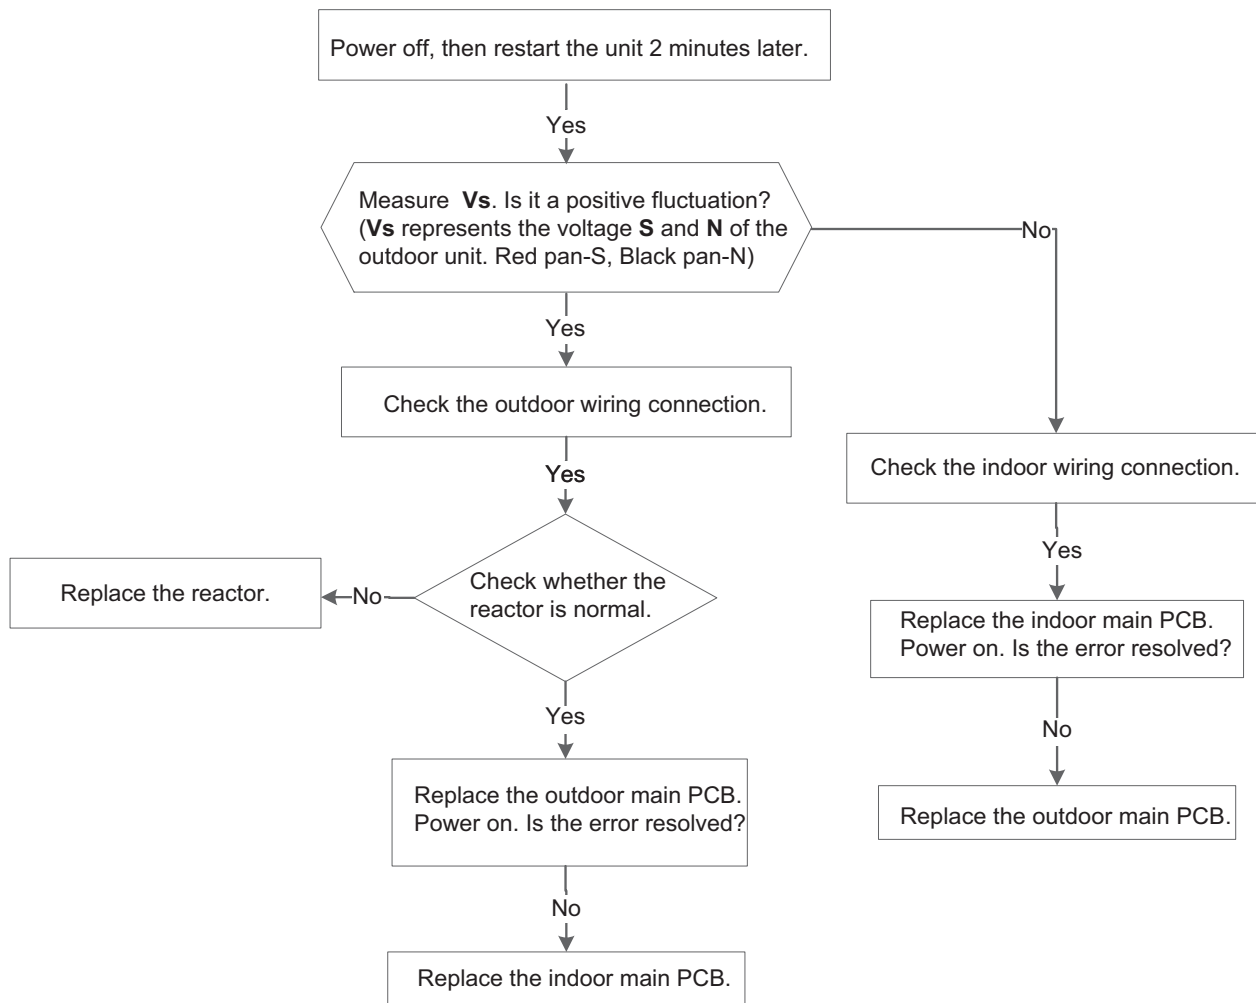 Power off, then restart the unit 2 minutes later.
Yes
Measure Vs. Is it a positive fluctuation?
(Vs represents the voltage S and N of the
outdoor unit. Red pan-S, Black pan-N)
No
Yes
Check the outdoor wiring connection.
Check the indoor wiring connection.
Yes
Yes
Check whether the
reactor is normal.
No
Replace the reactor.
Replace the indoor main PCB.
Power on. Is the error resolved?
Yes
No
Replace the outdoor main PCB.
Power on. Is the error resolved?
Replace the outdoor main PCB.
No
Replace the indoor main PCB.